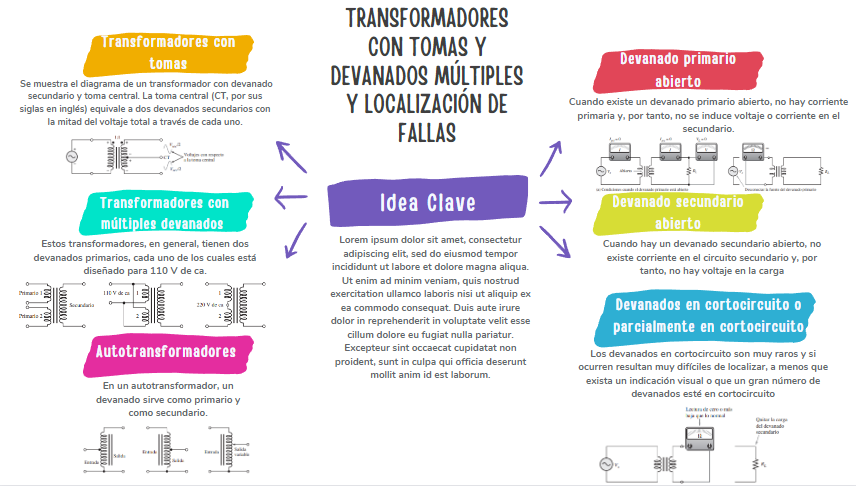 TRANSFORMADORES
CON TOMAS Y
DEVANADOS MÚLTIPLES
Y LOCALIZACIÓN DE
FALLAS
Transformadores con
tomas
Se muestra el diagrama de un transformador con devanado
secundario y toma central. La toma central (CT, por sus
siglas en inglés) equivale a dos devanados secundarios con
la mitad del voltaje total a través de cada uno.
CT
Voltajes con respecto
a la toma central
Transformadores con
múltiples devanados
Estos transformadores, en general, tienen dos
devanados primarios, cada uno de los cuales está
diseñado para 110 V de ca.
Primario 1
Primario 2
Secundario
110 V de ca
1
2
220 V de ca
1
2
Autotransformadores
En un autotransformador, un
devanado sirve como primario y
como secundario.
Entrada
Salida
Entrada
Salida
Entrada
Salida
variable
Idea Clave
Lorem ipsum dolor sit amet, consectetur
adipiscing elit, sed do eiusmod tempor
incididunt ut labore et dolore magna aliqua.
Ut enim ad minim veniam, quis nostrud
exercitation ullamco laboris nisi ut aliquip ex
ea commodo consequat. Duis aute irure
dolor in reprehenderit in voluptate velit esse
cillum dolore eu fugiat nulla pariatur.
Excepteur sint occaecat cupidatat non
proident, sunt in culpa qui officia deserunt
mollit anim id est laborum.
Devanado primario
abierto
Cuando existe un devanado primario abierto, no hay corriente
primaria y, por tanto, no se induce voltaje o corriente en el
secundario.
Abierto
(a) Condiciones cuando el devanado primario está abierto
Devanado secundario
abierto
Cuando hay un devanado secundario abierto, no
existe corriente en el circuito secundario y, por
tanto, no hay voltaje en la carga
Devanados en cortocircuito o
parcialmente en cortocircuito
Los devanados en cortocircuito son muy raros y si
ocurren resultan muy difíciles de localizar, a menos que
exista un indicación visual o que un gran número de
devanados esté en cortocircuito
Lectura de cero o más
baja que lo normal
Quitar la carga
del devanado
secundario